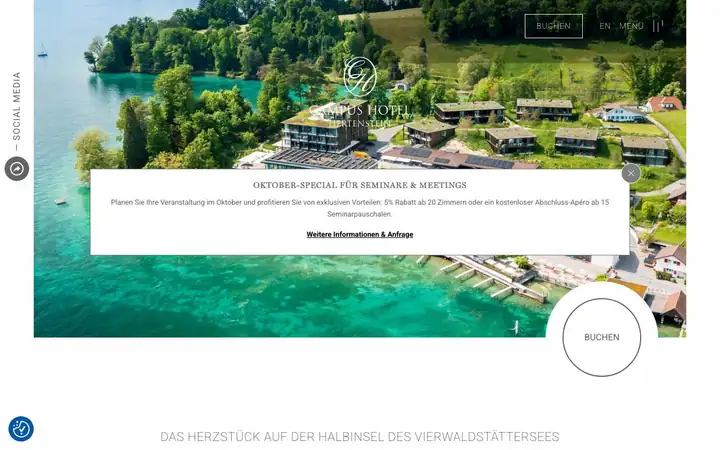 BUCHEN
EN
MENU
CAMPUS HOTEL
HERTENSTEIN
— SOCIAL MEDIA
OKTOBER-SPECIAL FÜR SEMINARE & MEETINGS
Planen Sie Ihre Veranstaltung im Oktober und profitieren Sie von exklusiven Vorteilen: 5% Rabatt ab 20 Zimmern oder ein kostenloser Abschluss-Apéro ab 15
Seminarpauschalen.
Weitere Informationen & Anfrage
BUCHEN
DAS HERZSTÜCK AUF DER HALBINSEL DES VIERWALDSTÄTTERSEES